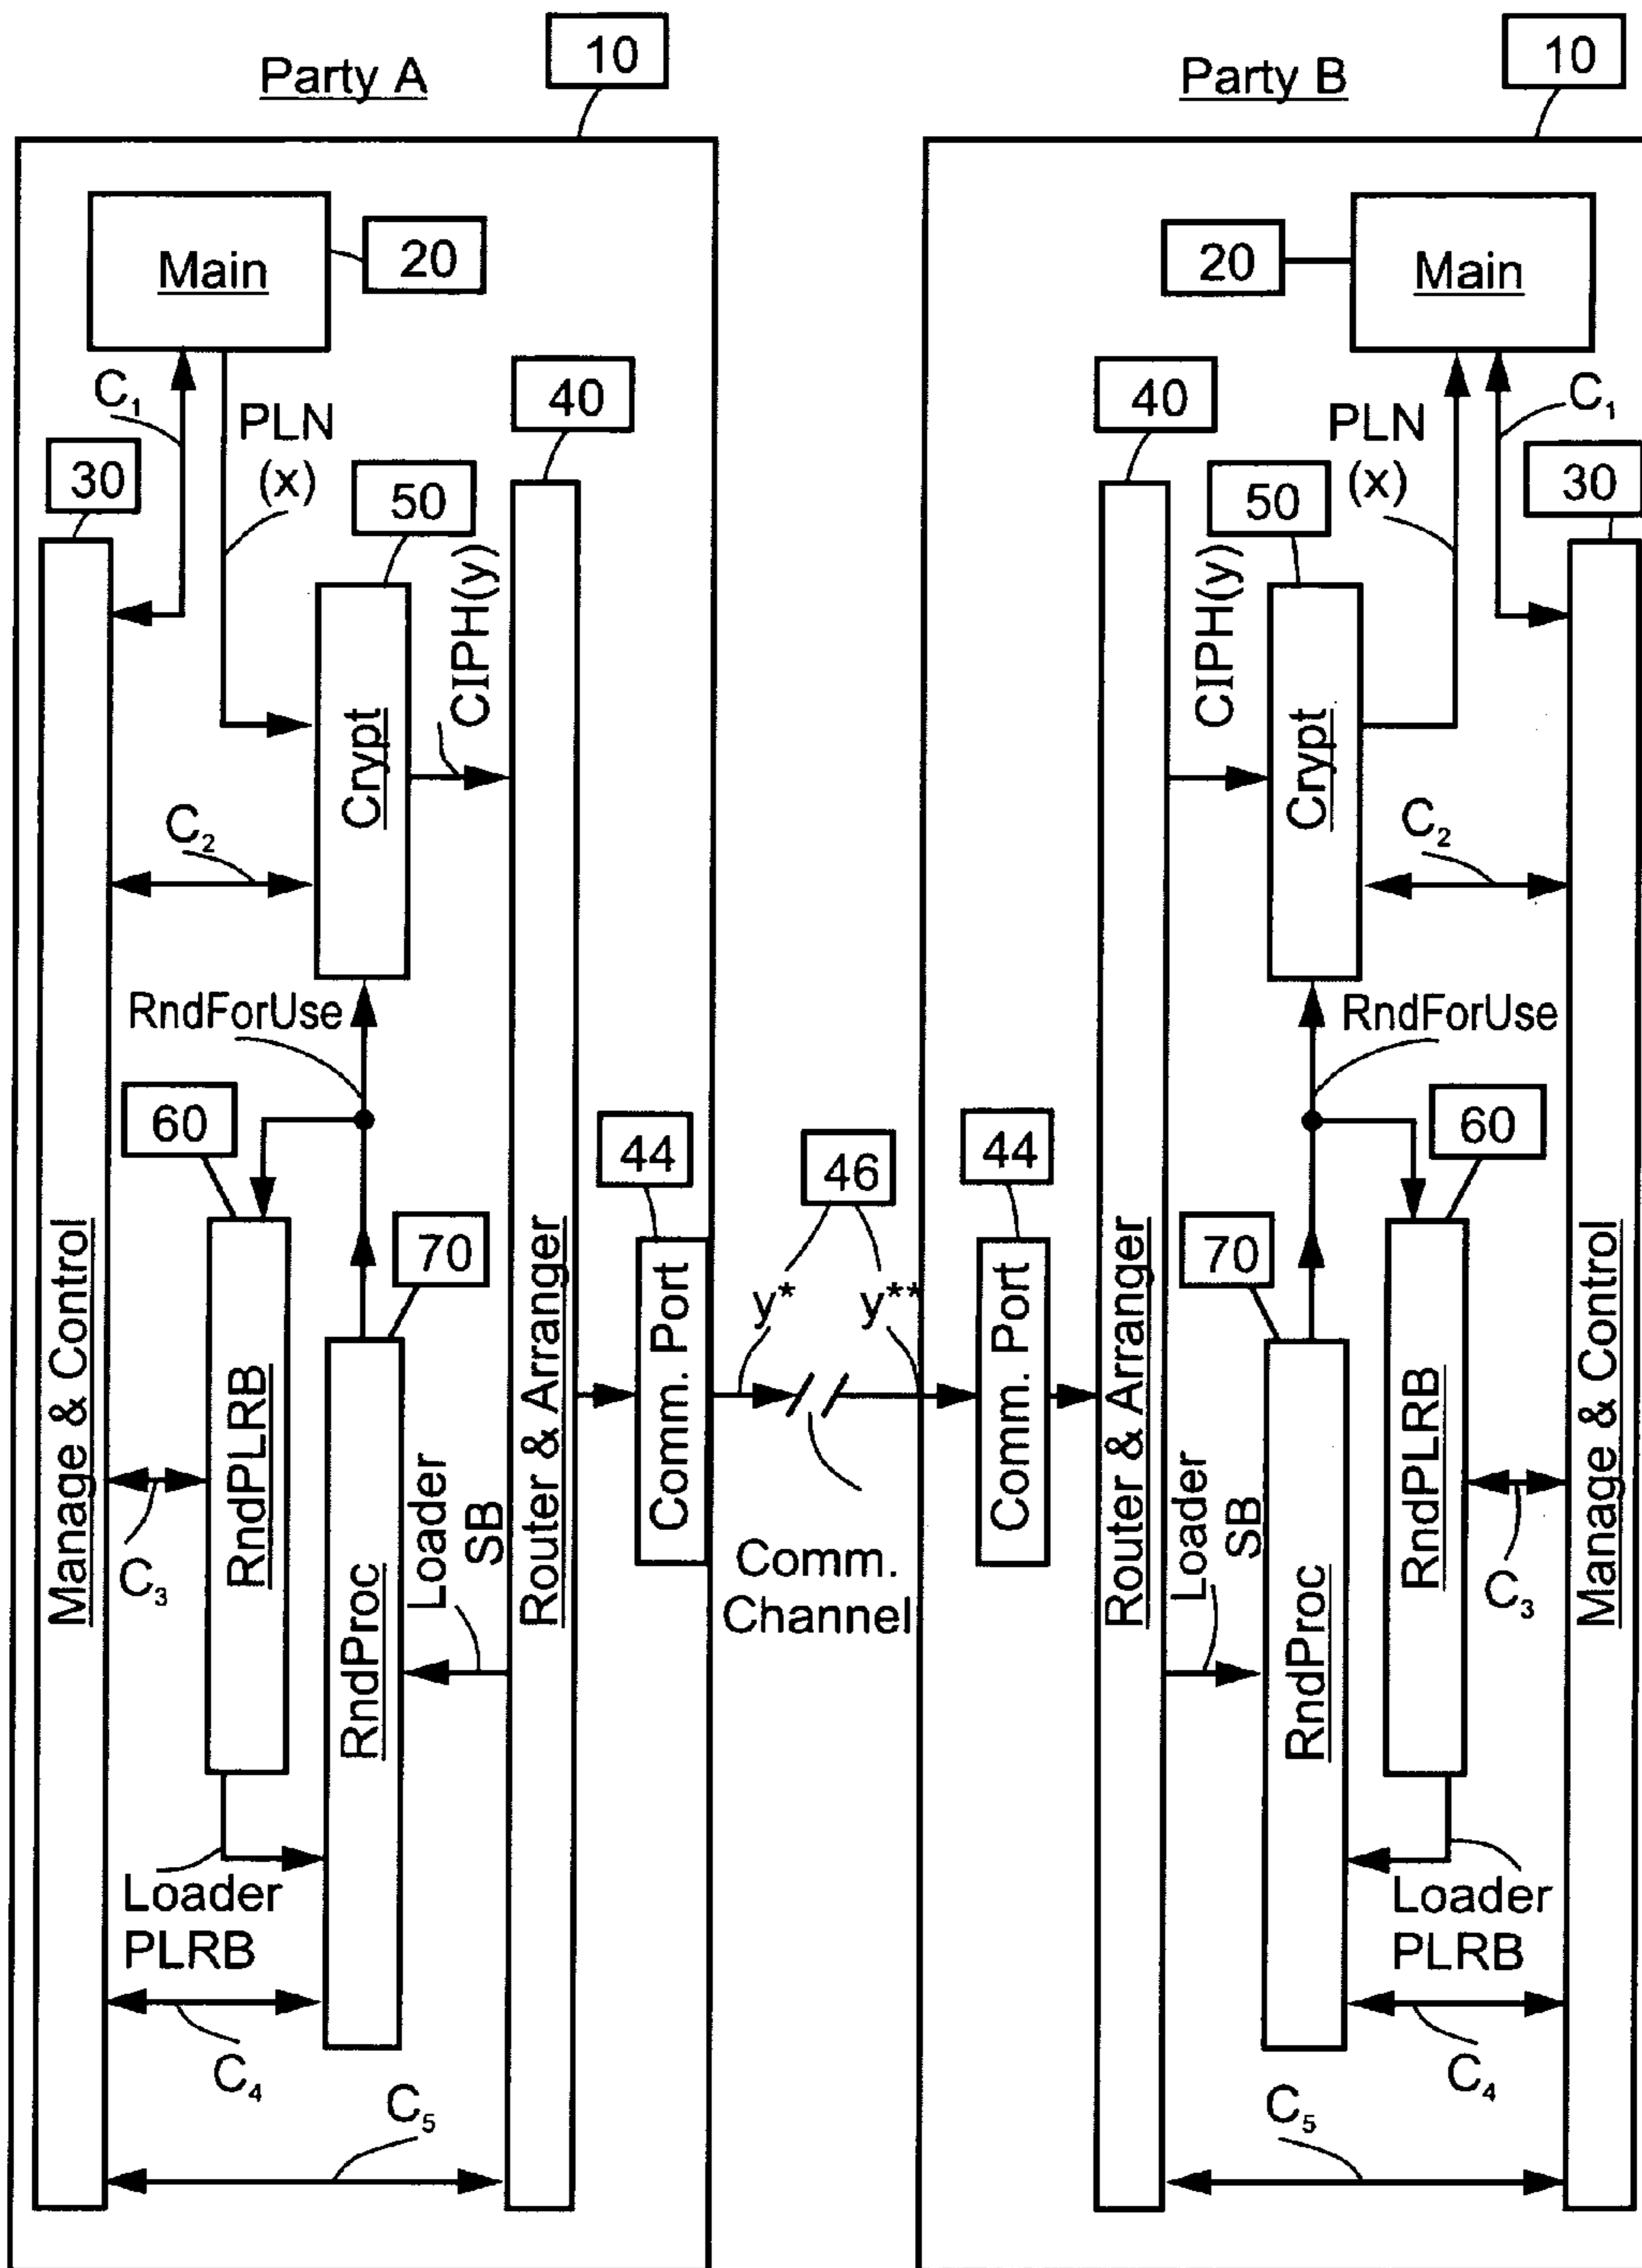 Party A
10
Main
20
C₁
PLN
(x)
40
30
50
CIPH(y)
Crypt
C₂
RndForUse
60
70
44
Manage & Control
RndPLRB
RndProc
Router & Arranger
Comm. Port
Loader
SB
C₃
Loader
PLRB
C₄
C₅
46
y*
y**
Comm.
Channel
Party B
10
20
Main
40
PLN
(x)
C₁
50
30
CIPH(y)
Crypt
C₂
RndForUse
60
44
70
Comm. Port
Router & Arranger
RndProc
RndPLRB
Manage & Control
Loader
SB
C₃
Loader
PLRB
C₄
C₅